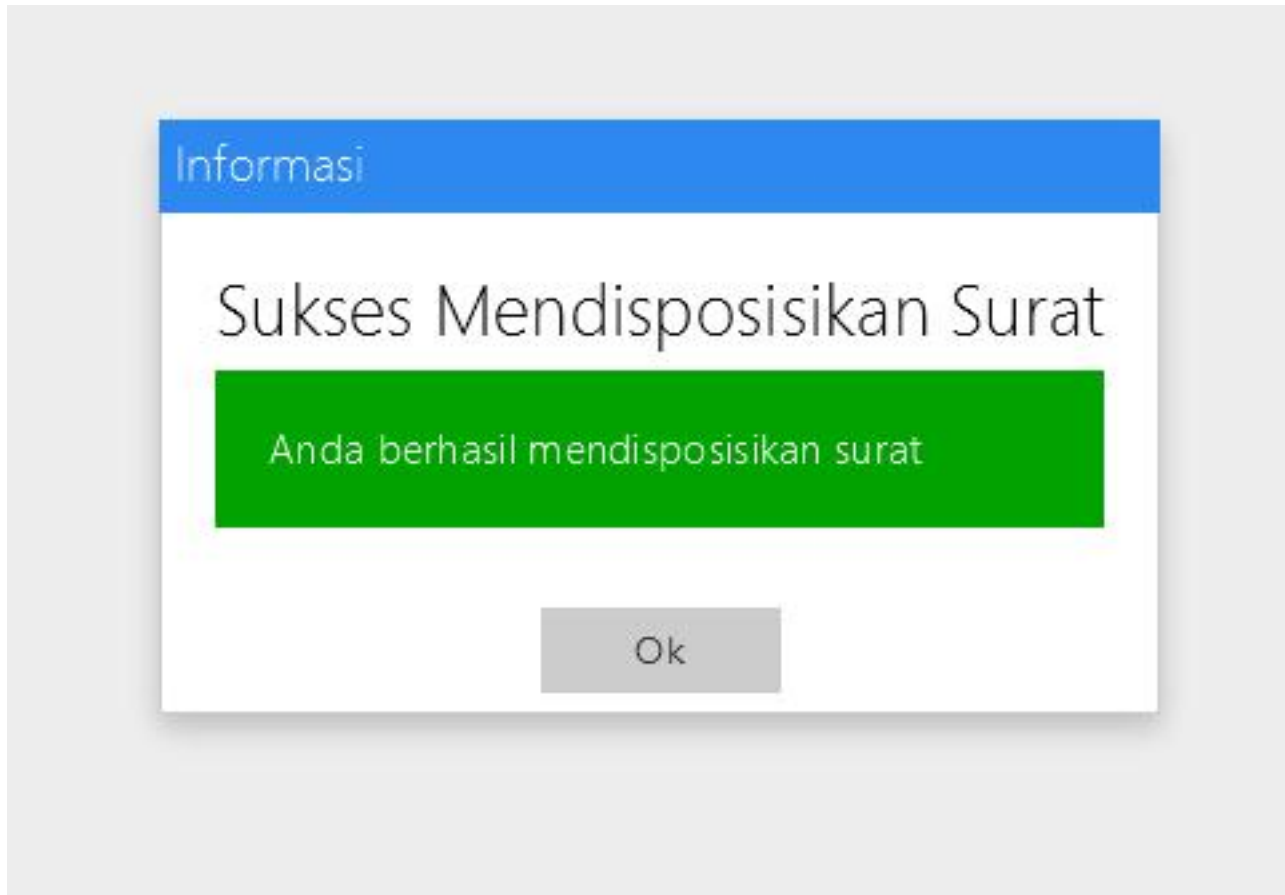 Informasi
Sukses Mendisposisikan Surat
Anda berhasil mendisposisikan surat
Ok